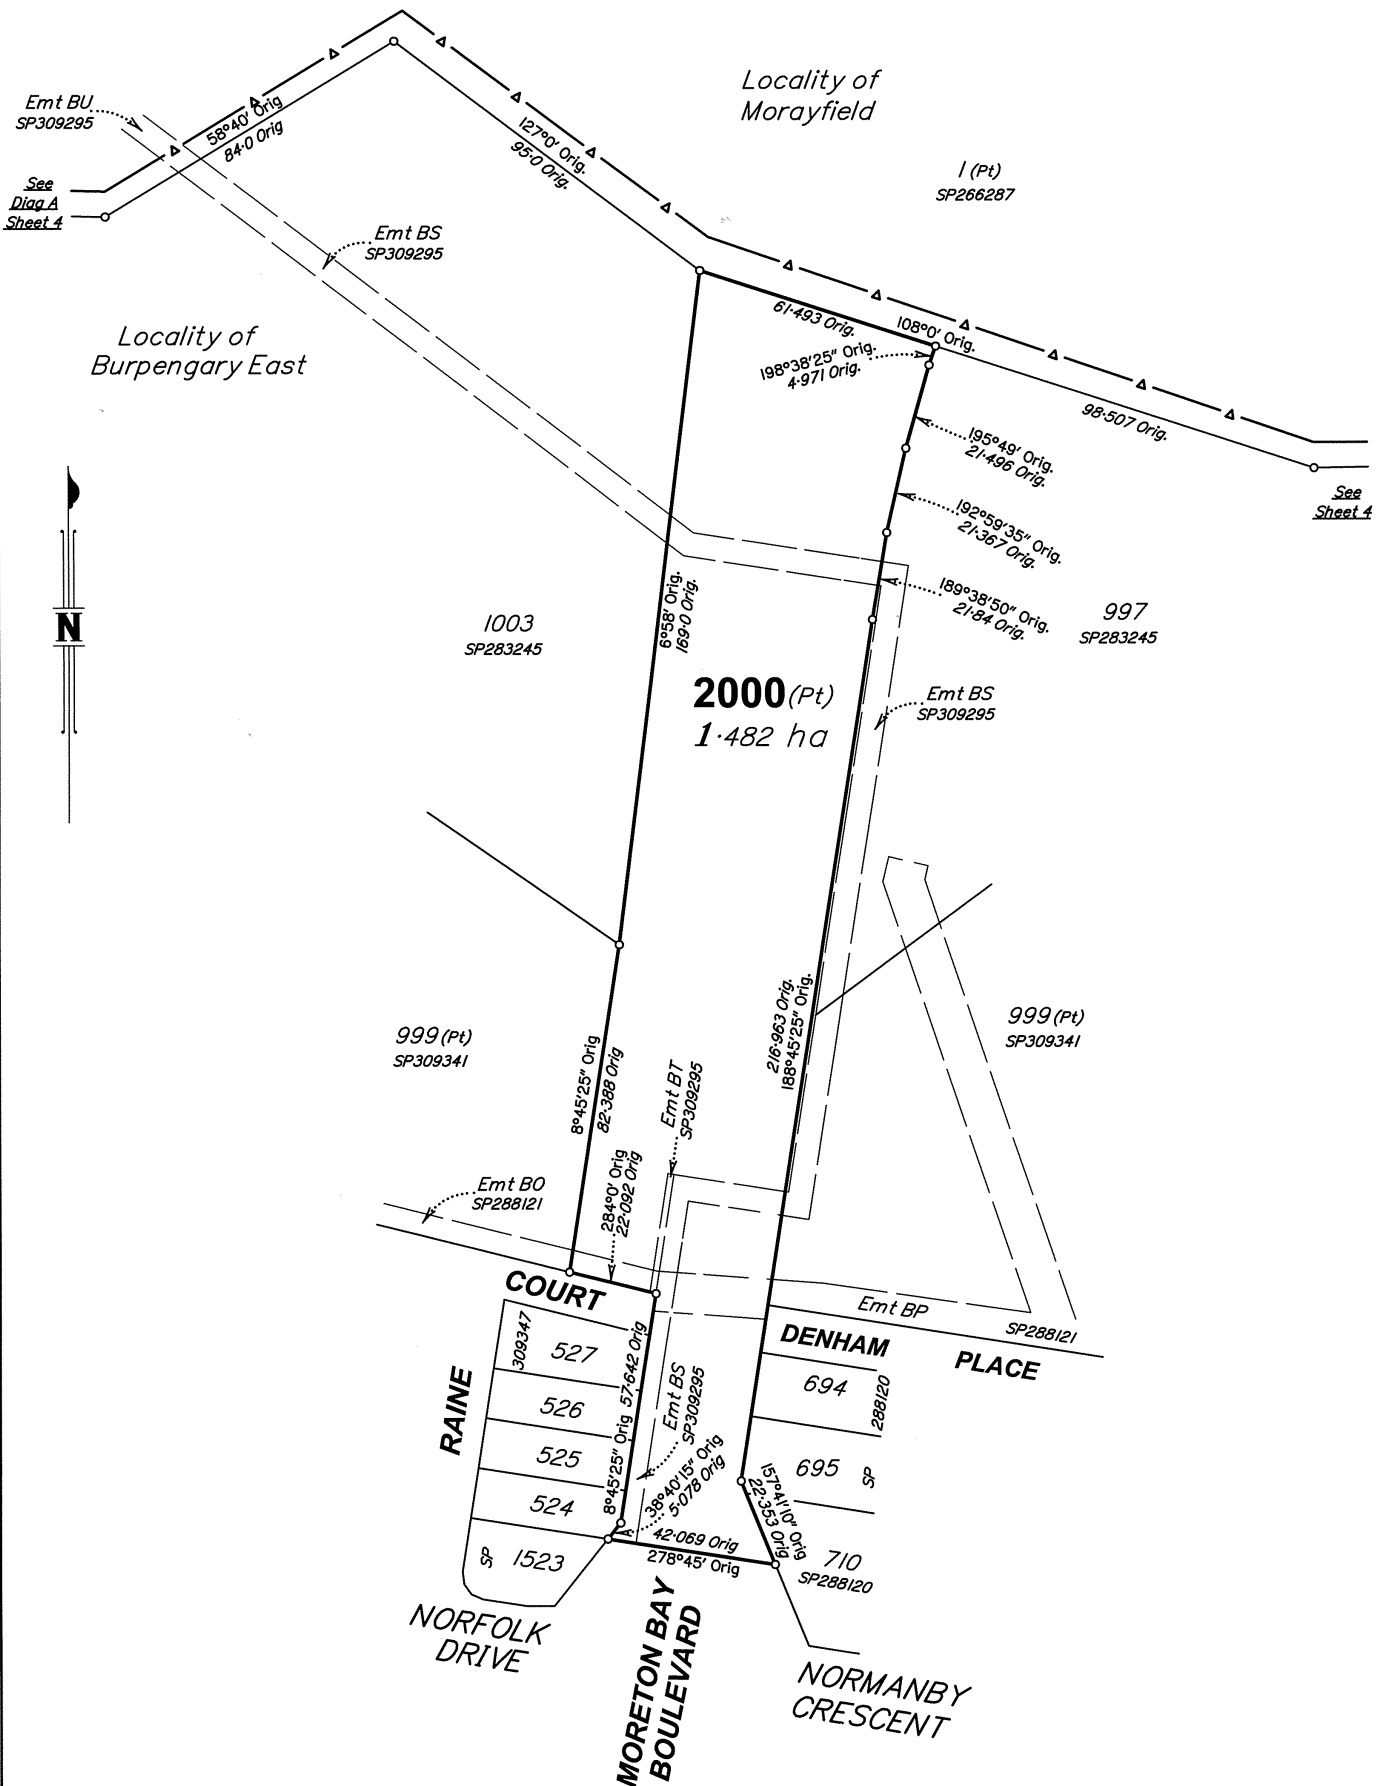 Locality of
Morayfield
Emt BU
SP309295
58°40' Orig
84·0 Orig
127°0' Orig.
95·0 Orig.
1 (Pt)
SP266287
See
Diag A
Sheet 4
Emt BS
SP309295
Locality of
Burpengary East
61·493 Orig.
108°0' Orig.
198°38'25" Orig.
4·971 Orig.
98·507 Orig.
195°49' Orig.
21·496 Orig.
See
Sheet 4
192°59'35" Orig.
21·367 Orig.
189°38'50" Orig.
21·84 Orig.
N
1003
SP283245
6°58' Orig.
169·0 Orig.
997
SP283245
2000 (Pt)
1·482 ha
Emt BS
SP309295
999 (Pt)
SP309341
8°45'25" Orig
82·388 Orig
216·963 Orig.
188°45'25" Orig.
999 (Pt)
SP309341
Emt BT
SP309295
Emt BO
SP288121
284°0' Orig
22·092 Orig
COURT
Emt BP
SP288121
DENHAM
PLACE
RAINE
309347
527
526
525
524
SP
1523
8°45'25" Orig 57·642 Orig
Emt BS
SP309295
38°40'15" Orig
5·078 Orig
694
288120
695
SP
157°41'10" Orig
22·353 Orig
710
SP288120
42·069 Orig
278°45' Orig
NORFOLK
DRIVE
MORETON BAY
BOULEVARD
NORMANBY
CRESCENT